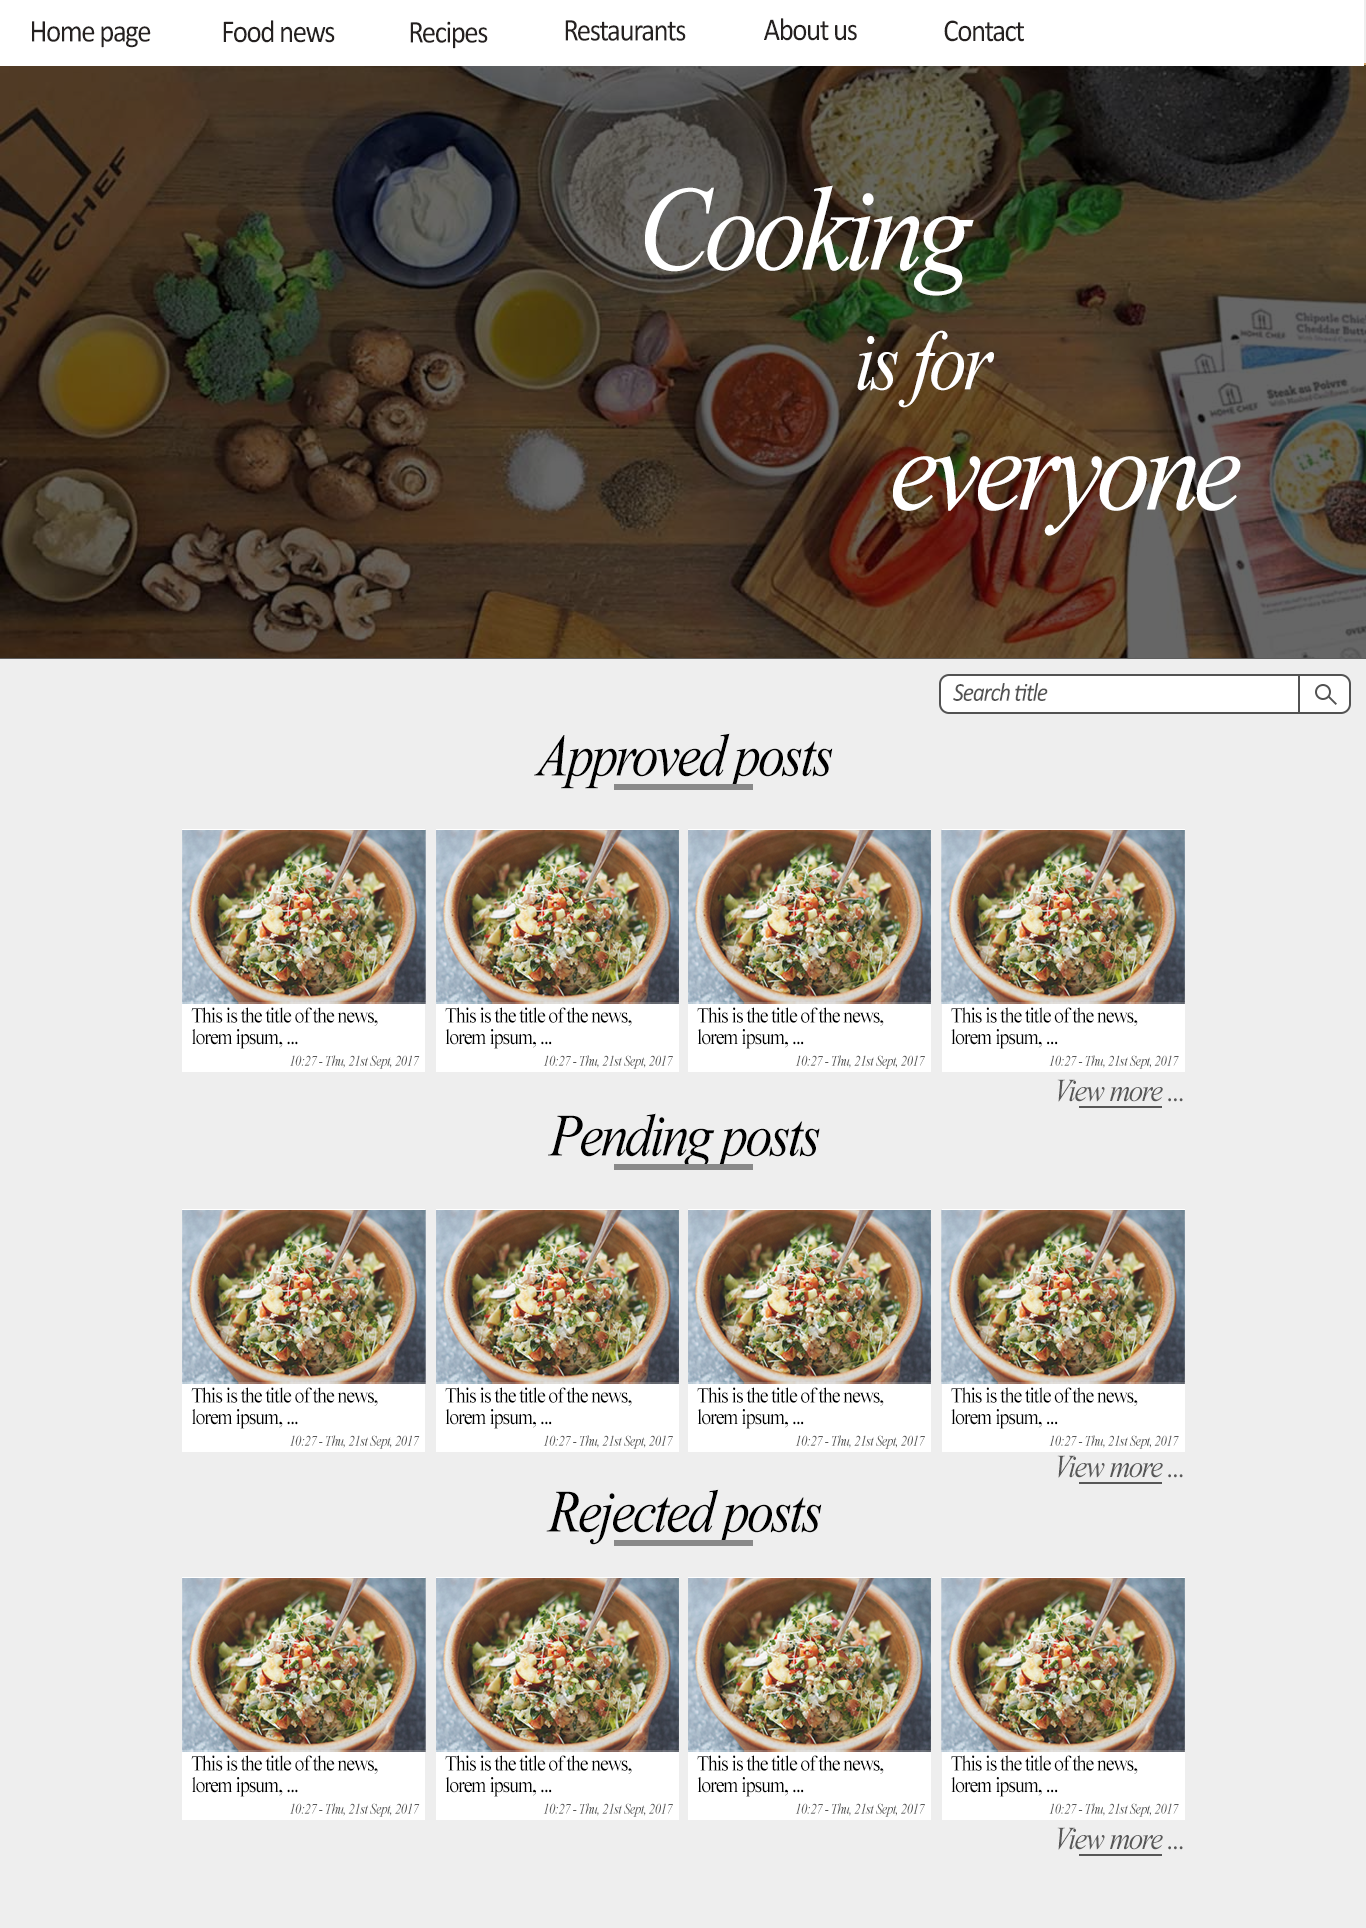 Home page Food news Recipes Restaurants About us Contact
HOME CHEF
Cooking
is for
everyone
HOME CHEF
Cheddar
Steak au Poivre
HOME CHEF
Search title
Approved posts
This is the title of the news,
lorem ipsum, ...
10:27 - Thu, 21st Sept, 2017
This is the title of the news,
lorem ipsum, ...
10:27 - Thu, 21st Sept, 2017
This is the title of the news,
lorem ipsum, ...
10:27 - Thu, 21st Sept, 2017
This is the title of the news,
lorem ipsum, ...
10:27 - Thu, 21st Sept, 2017
View more ...
Pending posts
This is the title of the news,
lorem ipsum, ...
10:27 - Thu, 21st Sept, 2017
This is the title of the news,
lorem ipsum, ...
10:27 - Thu, 21st Sept, 2017
This is the title of the news,
lorem ipsum, ...
10:27 - Thu, 21st Sept, 2017
This is the title of the news,
lorem ipsum, ...
10:27 - Thu, 21st Sept, 2017
View more ...
Rejected posts
This is the title of the news,
lorem ipsum, ...
10:27 - Thu, 21st Sept, 2017
This is the title of the news,
lorem ipsum, ...
10:27 - Thu, 21st Sept, 2017
This is the title of the news,
lorem ipsum, ...
10:27 - Thu, 21st Sept, 2017
This is the title of the news,
lorem ipsum, ...
10:27 - Thu, 21st Sept, 2017
View more ...